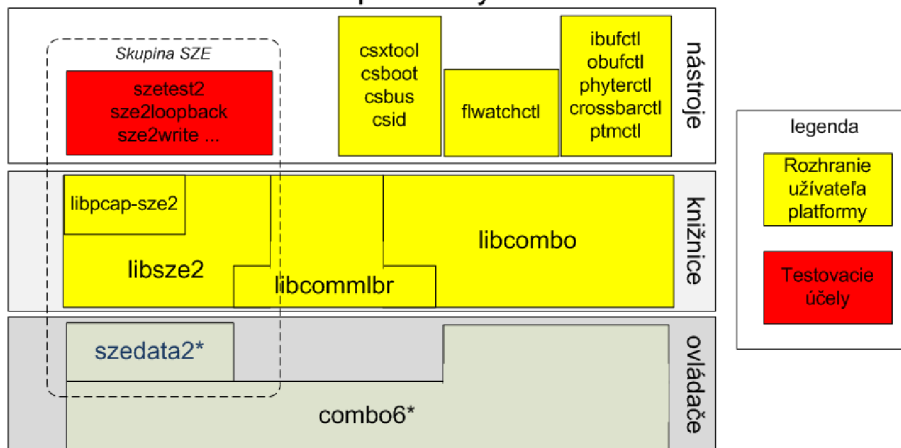 Skupina SZE
szetest2
sze2loopback
sze2write ...
csxtool
csboot
csbus
csid
flwatchctl
ibufctl
obufctl
phyterctl
crossbarctl
ptmctl
nástroje
libpcap-sze2
libsze2
libcommlbr
libcombo
knižnice
szedata2*
combo6*
ovládače
legenda
Rozhranie
užívateľa
platformy
Testovacie
účely